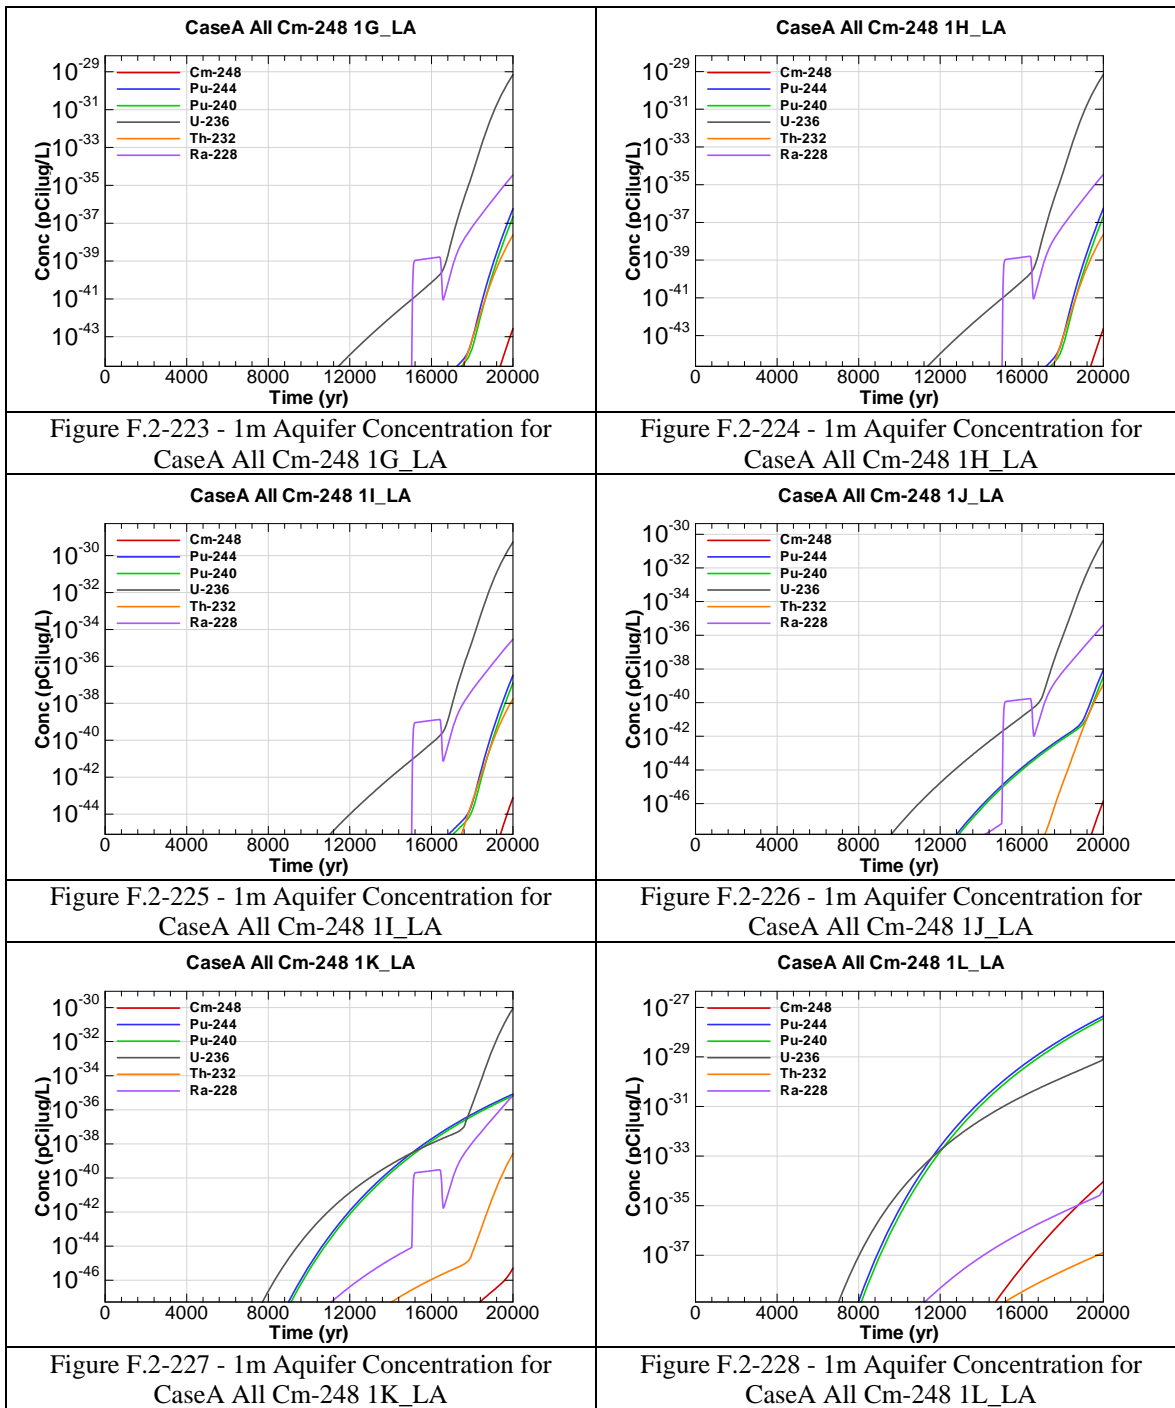 CaseA All Cm-248 1G_LA
Conc (pCi|ug/L)
10-29
10-31
10-33
10-35
10-37
10-39
10-41
10-43
Cm-248
Pu-244
Pu-240
U-236
Th-232
Ra-228
0 4000 8000 12000 16000 20000
Time (yr)
Figure F.2-223 - 1m Aquifer Concentration for
CaseA All Cm-248 1G_LA
CaseA All Cm-248 1H_LA
Conc (pCi|ug/L)
10-29
10-31
10-33
10-35
10-37
10-39
10-41
10-43
Cm-248
Pu-244
Pu-240
U-236
Th-232
Ra-228
0 4000 8000 12000 16000 20000
Time (yr)
Figure F.2-224 - 1m Aquifer Concentration for
CaseA All Cm-248 1H_LA
CaseA All Cm-248 1I_LA
Conc (pCi|ug/L)
10-30
10-32
10-34
10-36
10-38
10-40
10-42
10-44
Cm-248
Pu-244
Pu-240
U-236
Th-232
Ra-228
0 4000 8000 12000 16000 20000
Time (yr)
Figure F.2-225 - 1m Aquifer Concentration for
CaseA All Cm-248 1I_LA
CaseA All Cm-248 1J_LA
Conc (pCi|ug/L)
10-30
10-32
10-34
10-36
10-38
10-40
10-42
10-44
10-46
Cm-248
Pu-244
Pu-240
U-236
Th-232
Ra-228
0 4000 8000 12000 16000 20000
Time (yr)
Figure F.2-226 - 1m Aquifer Concentration for
CaseA All Cm-248 1J_LA
CaseA All Cm-248 1K_LA
Conc (pCi|ug/L)
10-30
10-32
10-34
10-36
10-38
10-40
10-42
10-44
10-46
Cm-248
Pu-244
Pu-240
U-236
Th-232
Ra-228
0 4000 8000 12000 16000 20000
Time (yr)
Figure F.2-227 - 1m Aquifer Concentration for
CaseA All Cm-248 1K_LA
CaseA All Cm-248 1L_LA
Conc (pCi|ug/L)
10-27
10-29
10-31
10-33
10-35
10-37
Cm-248
Pu-244
Pu-240
U-236
Th-232
Ra-228
0 4000 8000 12000 16000 20000
Time (yr)
Figure F.2-228 - 1m Aquifer Concentration for
CaseA All Cm-248 1L_LA